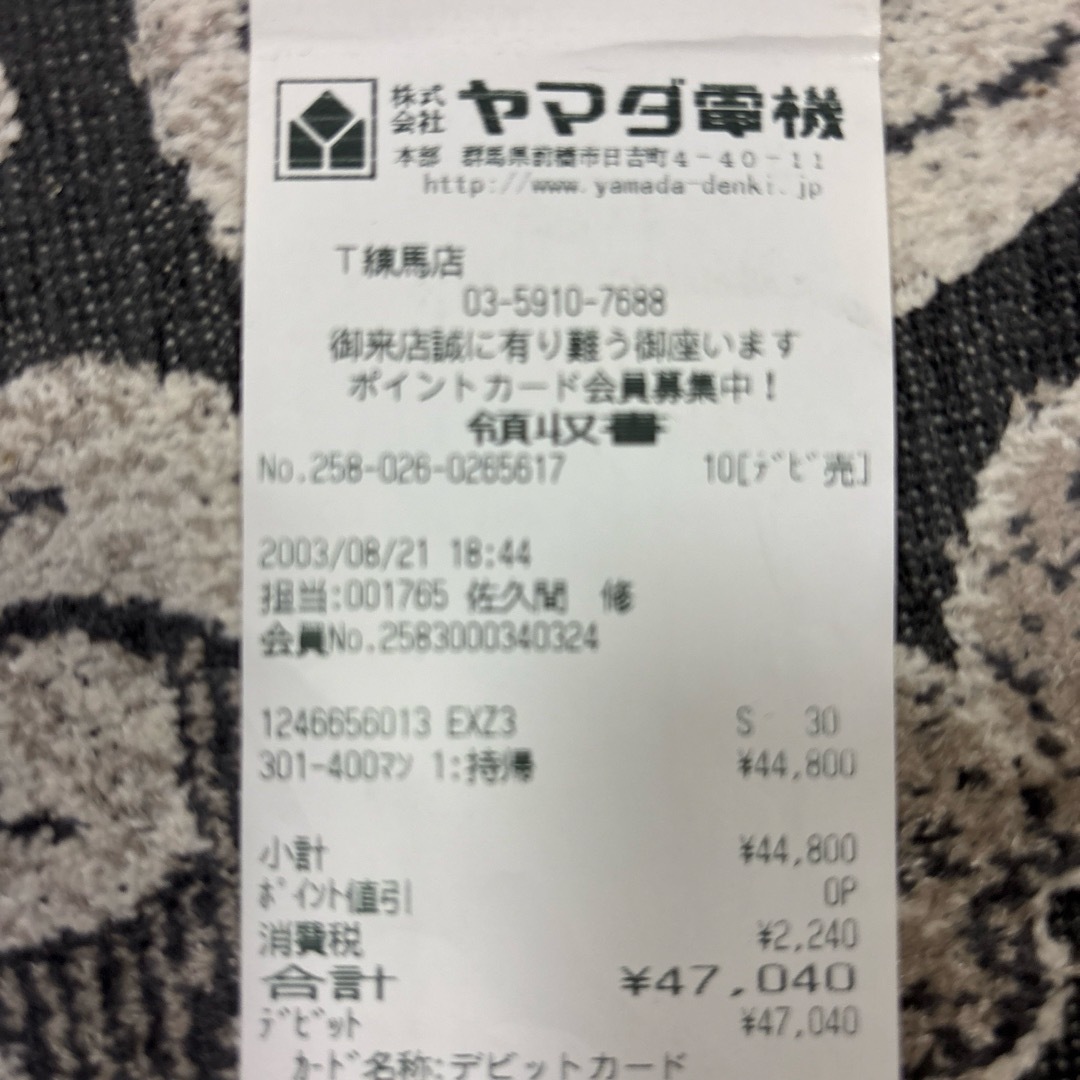 株式会社 ヤマダ電機
本部 群馬県前橋市日吉町4-40-11
http://www.yamada-denki.jp
T練馬店
03-5910-7688
御来店誠に有り難う御座います
ポイントカード会員募集中!
領収書
No.258-026-0265617 10[デビ売]
2003/08/21 18:44
担当:001765 佐久間 修
会員No.2583000340324
1246656013 EXZ3 S 30
301-400マン 1:持帰 ¥44,800
小計 ¥44,800
ポイント値引 0P
消費税 ¥2,240
合計 ¥47,040
デビット ¥47,040
カード名称:デビットカード